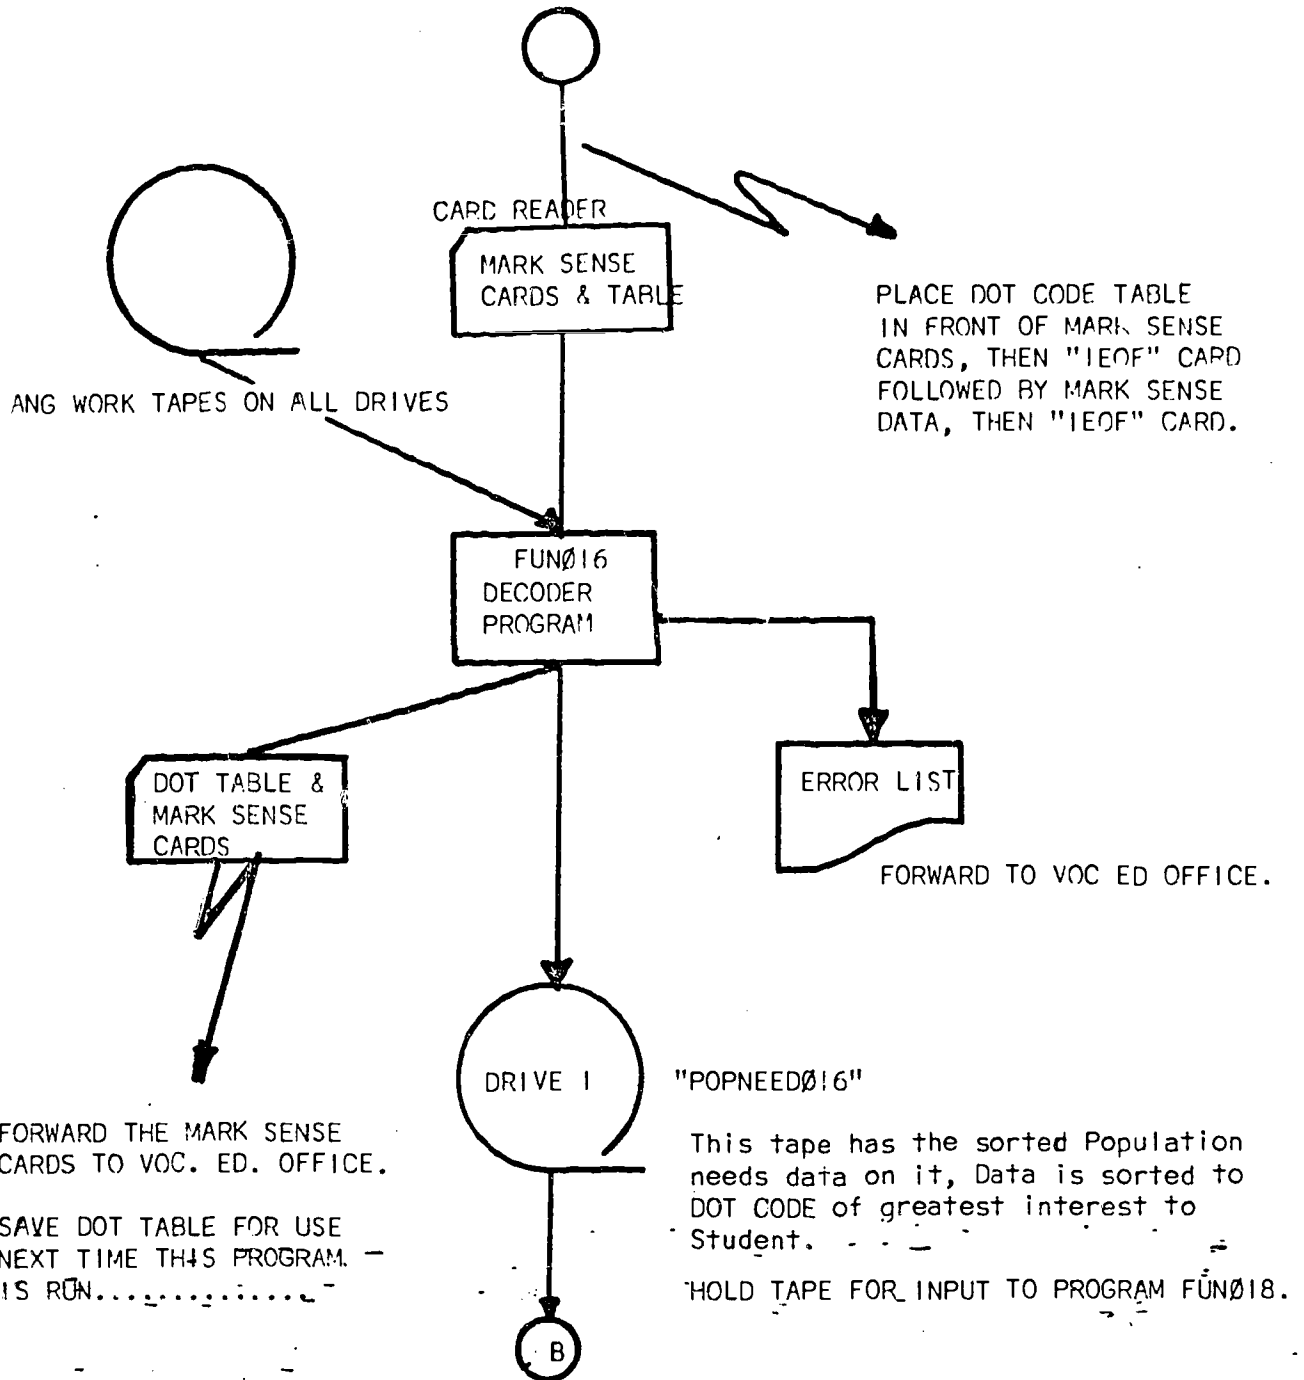 CARD READER
MARK SENSE
CARDS & TABLE
PLACE DOT CODE TABLE
IN FRONT OF MARK SENSE
CARDS, THEN "1EOF" CARD
FOLLOWED BY MARK SENSE
DATA, THEN "1EOF" CARD.
ANG WORK TAPES ON ALL DRIVES
FUNØ16
DECODER
PROGRAM
DOT TABLE &
MARK SENSE
CARDS
ERROR LIST
FORWARD TO VOC ED OFFICE.
DRIVE 1
"POPNEEDØ16"
FORWARD THE MARK SENSE
CARDS TO VOC. ED. OFFICE.
SAVE DOT TABLE FOR USE
NEXT TIME THIS PROGRAM.
IS RUN..............
This tape has the sorted Population
needs data on it, Data is sorted to
DOT CODE of greatest interest to
Student.
HOLD TAPE FOR INPUT TO PROGRAM FUNØ18.
B